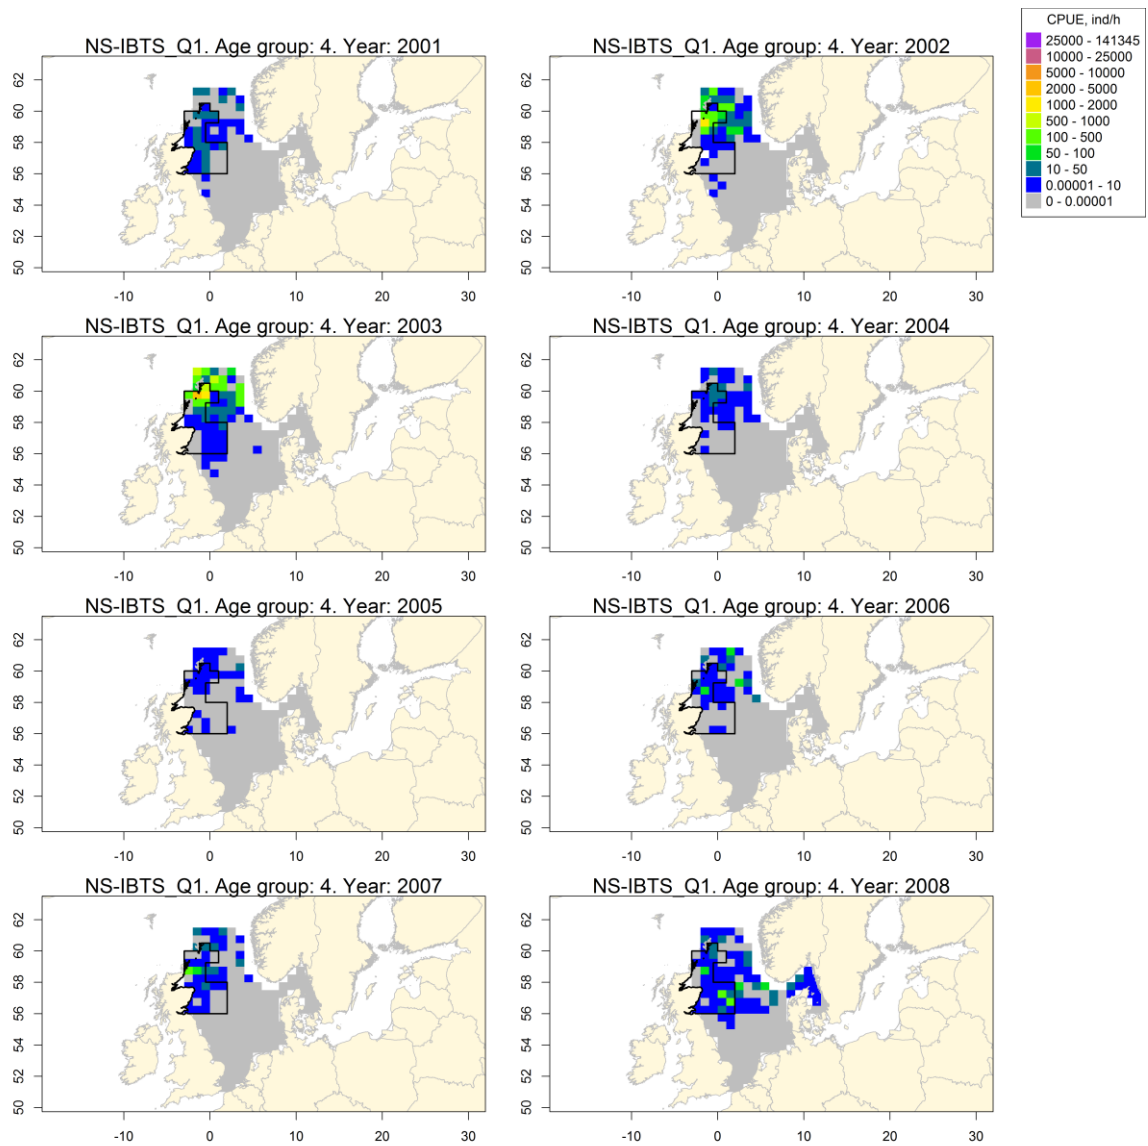 CPUE, ind/h
25000 - 141345
10000 - 25000
5000 - 10000
2000 - 5000
1000 - 2000
500 - 1000
100 - 500
50 - 100
10 - 50
0.00001 - 10
0 - 0.00001
NS-IBTS_Q1. Age group: 4. Year: 2001
62
60
58
56
54
52
50
-10 0 10 20 30
NS-IBTS_Q1. Age group: 4. Year: 2002
62
60
58
56
54
52
50
-10 0 10 20 30
NS-IBTS_Q1. Age group: 4. Year: 2003
62
60
58
56
54
52
50
-10 0 10 20 30
NS-IBTS_Q1. Age group: 4. Year: 2004
62
60
58
56
54
52
50
-10 0 10 20 30
NS-IBTS_Q1. Age group: 4. Year: 2005
62
60
58
56
54
52
50
-10 0 10 20 30
NS-IBTS_Q1. Age group: 4. Year: 2006
62
60
58
56
54
52
50
-10 0 10 20 30
NS-IBTS_Q1. Age group: 4. Year: 2007
62
60
58
56
54
52
50
-10 0 10 20 30
NS-IBTS_Q1. Age group: 4. Year: 2008
62
60
58
56
54
52
50
-10 0 10 20 30